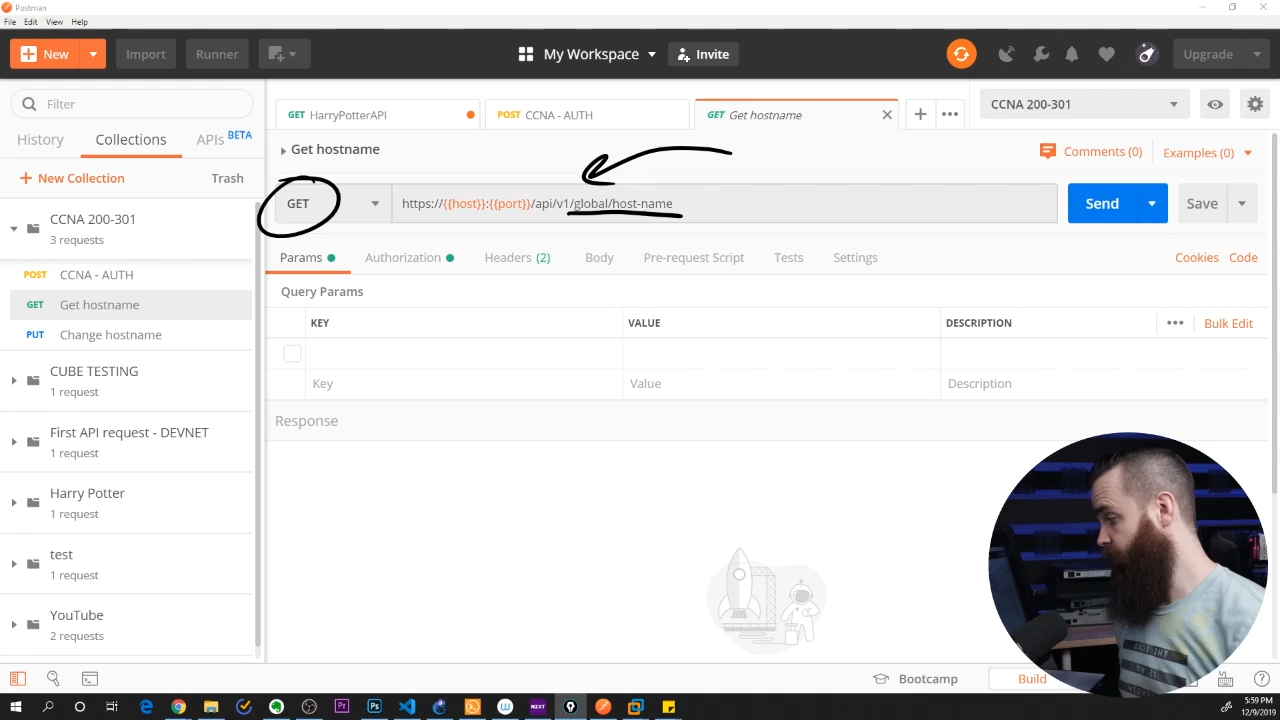 Postman
File Edit View Help
New Import Runner My Workspace Invite Upgrade
Filter
History Collections APIs BETA
New Collection Trash
CCNA 200-301
3 requests
POST CCNA - AUTH
GET Get hostname
PUT Change hostname
CUBE TESTING
1 request
First API request - DEVNET
1 request
Harry Potter
1 request
test
1 request
YouTube
2 requests
GET HarryPotterAPI POST CCNA - AUTH GET Get hostname CCNA 200-301
Get hostname Comments (0) Examples (0)
GET https://{{host}}:{{port}}/api/v1/global/host-name Send Save
Params Authorization Headers (2) Body Pre-request Script Tests Settings Cookies Code
Query Params
KEY VALUE DESCRIPTION Bulk Edit
Key Value Description
Response
Bootcamp Build
5:59 PM
12/9/2019